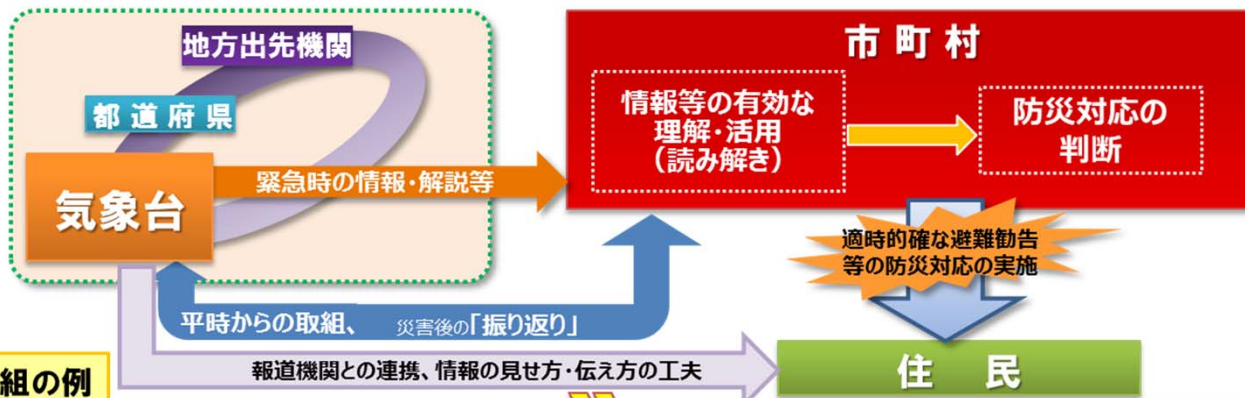 地方出先機関
都道府県
気象台
緊急時の情報・解説等
市町村
情報等の有効な
理解・活用
（読み解き）
防災対応の
判断
適時的確な避難勧告
等の防災対応の実施
平時からの取組、 災害後の「振り返り」
報道機関との連携、情報の見せ方・伝え方の工夫
住民
組の例